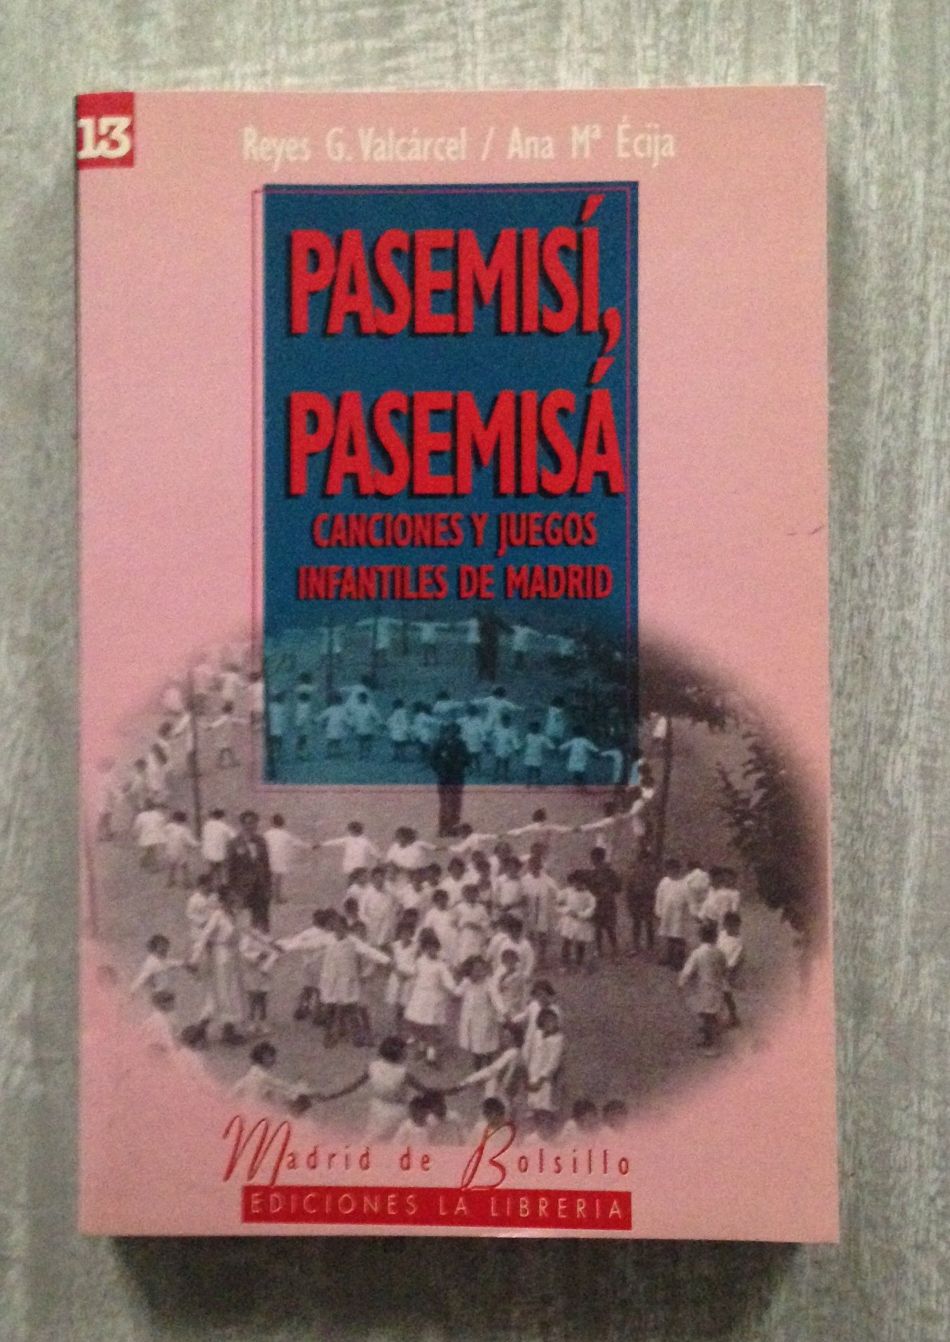 13
Reyes G. Valcárcel / Ana Mª Écija
PASEMISÍ,
PASEMISÁ
CANCIONES Y JUEGOS
INFANTILES DE MADRID
Madrid de Bolsillo
EDICIONES LA LIBRERIA